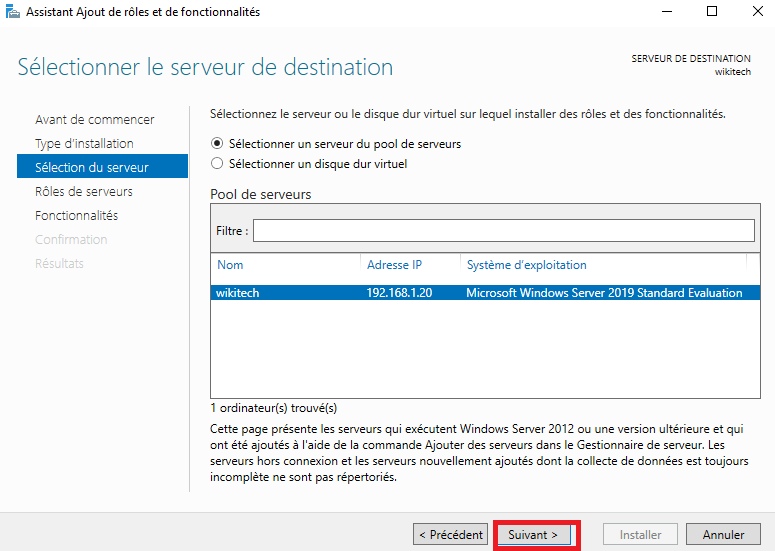 Assistant Ajout de rôles et de fonctionnalités
Sélectionner le serveur de destination
SERVEUR DE DESTINATION
wikitech
Avant de commencer
Type d'installation
Sélection du serveur
Rôles de serveurs
Fonctionnalités
Confirmation
Résultats
Sélectionnez le serveur ou le disque dur virtuel sur lequel installer des rôles et des fonctionnalités.
Sélectionner un serveur du pool de serveurs
Sélectionner un disque dur virtuel
Pool de serveurs
Filtre :
Nom Adresse IP Système d'exploitation
wikitech 192.168.1.20 Microsoft Windows Server 2019 Standard Evaluation
1 ordinateur(s) trouvé(s)
Cette page présente les serveurs qui exécutent Windows Server 2012 ou une version ultérieure et qui
ont été ajoutés à l'aide de la commande Ajouter des serveurs dans le Gestionnaire de serveur. Les
serveurs hors connexion et les serveurs nouvellement ajoutés dont la collecte de données est toujours
incomplète ne sont pas répertoriés.
< Précédent Suivant > Installer Annuler